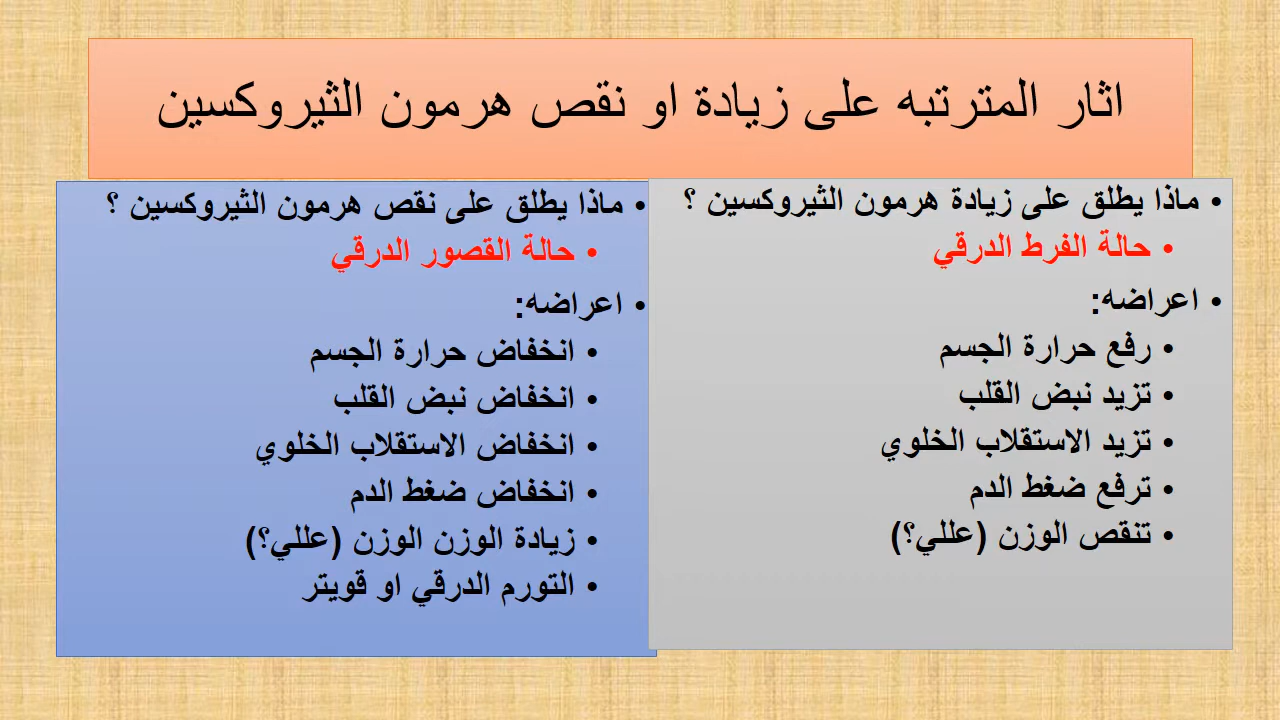 اثار المترتبه على زيادة او نقص هرمون الثيروكسين
• ماذا يطلق على زيادة هرمون الثيروكسين ؟
• حالة الفرط الدرقي
• اعراضه:
• رفع حرارة الجسم
• تزيد نبض القلب
• تزيد الاستقلاب الخلوي
• ترفع ضغط الدم
• تنقص الوزن (عللي؟)
• ماذا يطلق على نقص هرمون الثيروكسين ؟
• حالة القصور الدرقي
• اعراضه:
• انخفاض حرارة الجسم
• انخفاض نبض القلب
• انخفاض الاستقلاب الخلوي
• انخفاض ضغط الدم
• زيادة الوزن الوزن (عللي؟)
• التورم الدرقي او قويتر